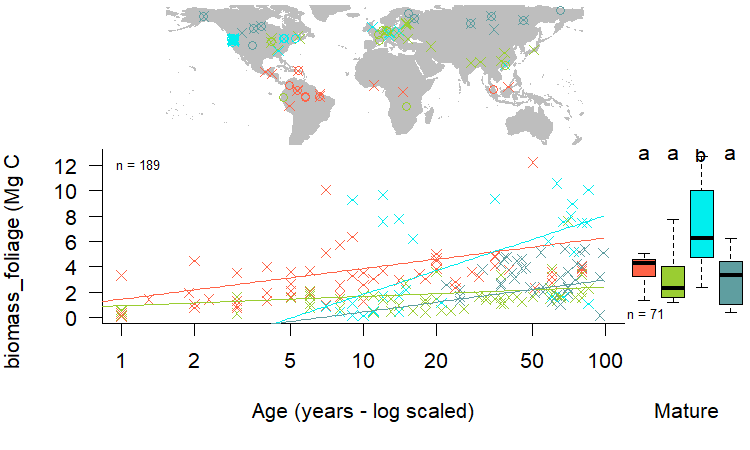 biomass_foliage (Mg C
12
10
8
6
4
2
0
n = 189
1
2
5
10
20
50
100
Age (years - log scaled)
a a b a
n = 71
Mature